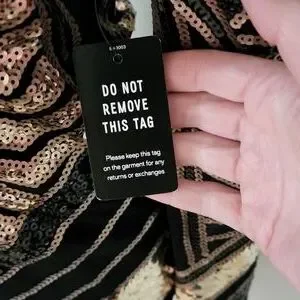 DO NOT
REMOVE
THIS TAG
Please keep this tag
on the garment for any
returns or exchanges